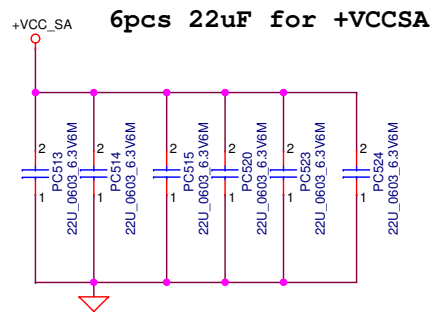 6pcs 22uF for +VCCSA
+VCC_SA
2
1
PC513
22U_0603_6.3V6M
2
1
PC514
22U_0603_6.3V6M
2
1
PC515
22U_0603_6.3V6M
2
1
PC520
22U_0603_6.3V6M
2
1
PC523
22U_0603_6.3V6M
2
1
PC524
22U_0603_6.3V6M